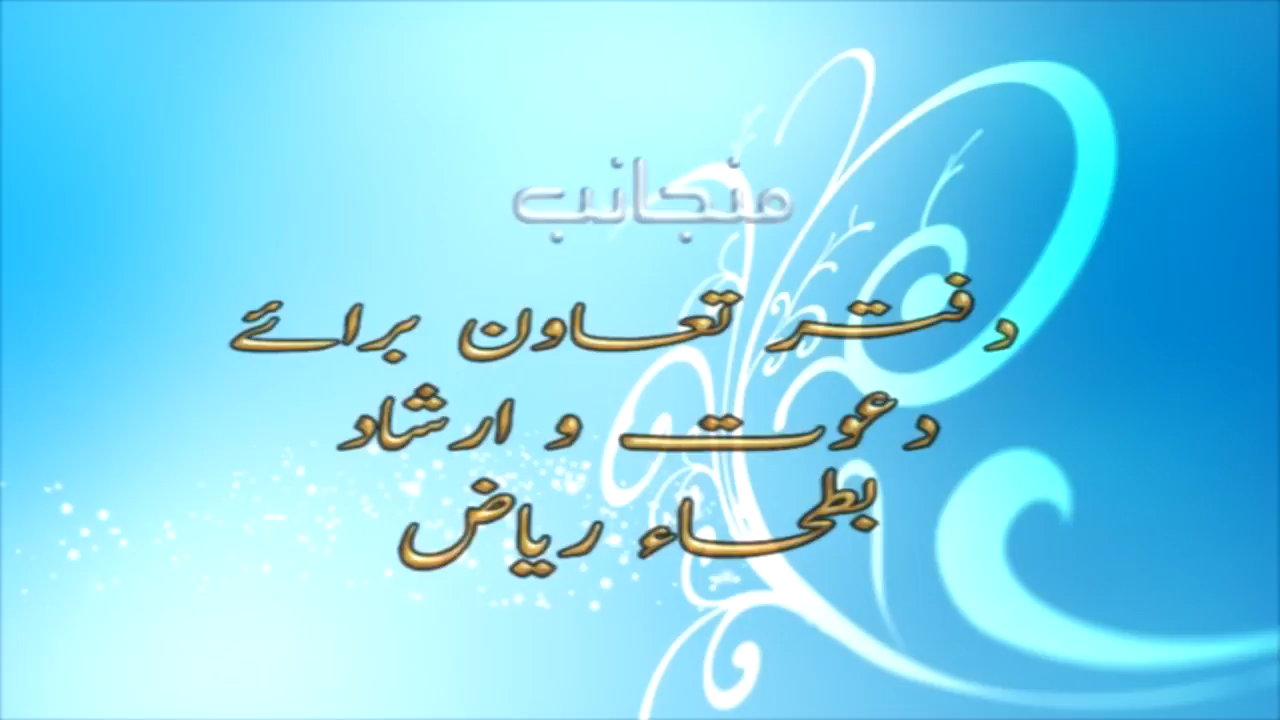 منجانب
دفتر تعاون برائے
دعوت و ارشاد
بطحاء ریاض